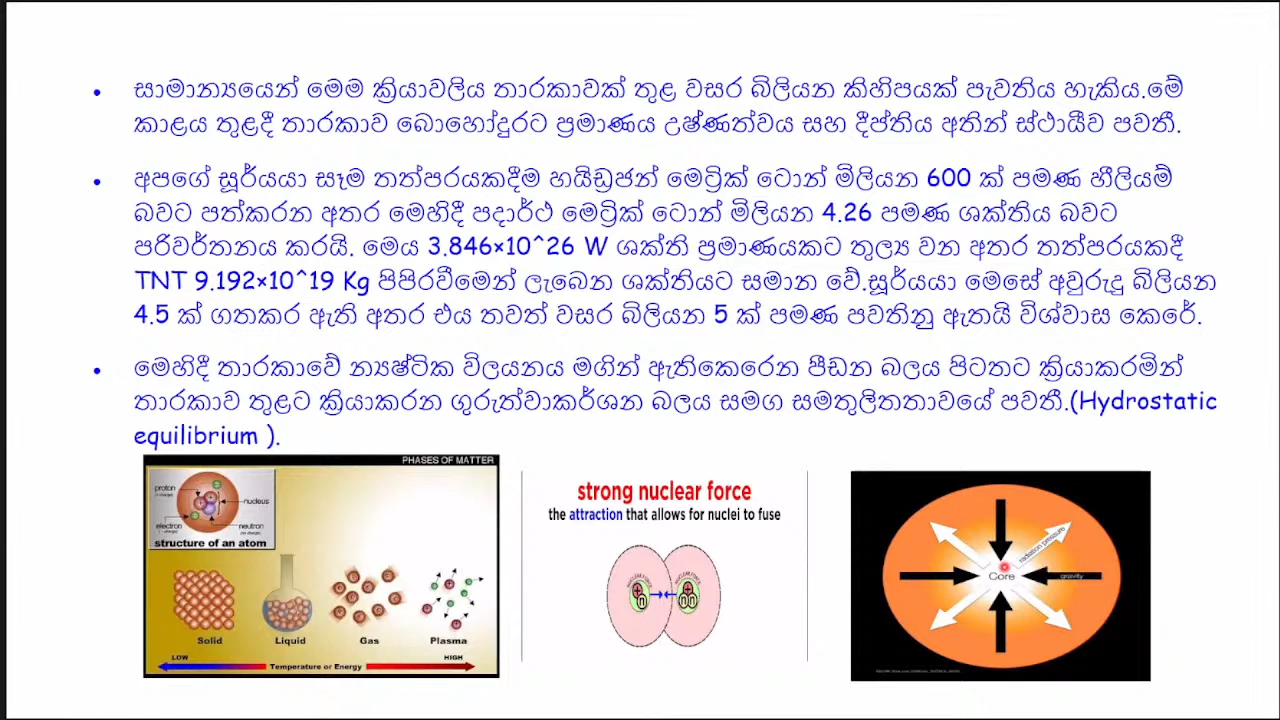 • සාමාන්‍යයෙන් මෙම ක්‍රියාවලිය තාරකාවක් තුළ වසර බිලියන කිහිපයක් පැවතිය හැකිය.මේ
කාළය තුළදී තාරකාව බොහෝදුරට ප්‍රමාණය උෂ්ණත්වය සහ දීප්තිය අතින් ස්ථායීව පවතී.
• අපගේ සූර්යයා සෑම තත්පරයකදීම හයිඩ්‍රජන් මෙට්‍රික් ටොන් මිලියන 600 ක් පමණ හීලියම්
බවට පත්කරන අතර මෙහිදී පදාර්ථ මෙට්‍රික් ටොන් මිලියන 4.26 පමණ ශක්තිය බවට
පරිවර්තනය කරයි. මෙය 3.846×10^26 W ශක්ති ප්‍රමාණයකට තුල්‍ය වන අතර තත්පරයකදී
TNT 9.192×10^19 Kg පිපිරවීමෙන් ලැබෙන ශක්තියට සමාන වේ.සූර්යයා මෙසේ අවුරුදු බිලියන
4.5 ක් ගතකර ඇති අතර එය තවත් වසර බිලියන 5 ක් පමණ පවතිනු ඇතයි විශ්වාස කෙරේ.
• මෙහිදී තාරකාවේ න්‍යෂ්ටික විලයනය මගින් ඇතිකෙරෙන පීඩන බලය පිටතට ක්‍රියාකරමින්
තාරකාව තුළට ක්‍රියාකරන ගුරුත්වාකර්ශන බලය සමග සමතුලිතතාවයේ පවතී.(Hydrostatic
equilibrium ).
PHASES OF MATTER
proton
nucleus
electron
neutron
structure of an atom
Solid
Liquid
Gas
Plasma
LOW
Temperature or Energy
HIGH
strong nuclear force
the attraction that allows for nuclei to fuse
NUCLEAR FORCE
NUCLEAR FORCE
+
n
+
n n
radiation pressure
Core
gravity